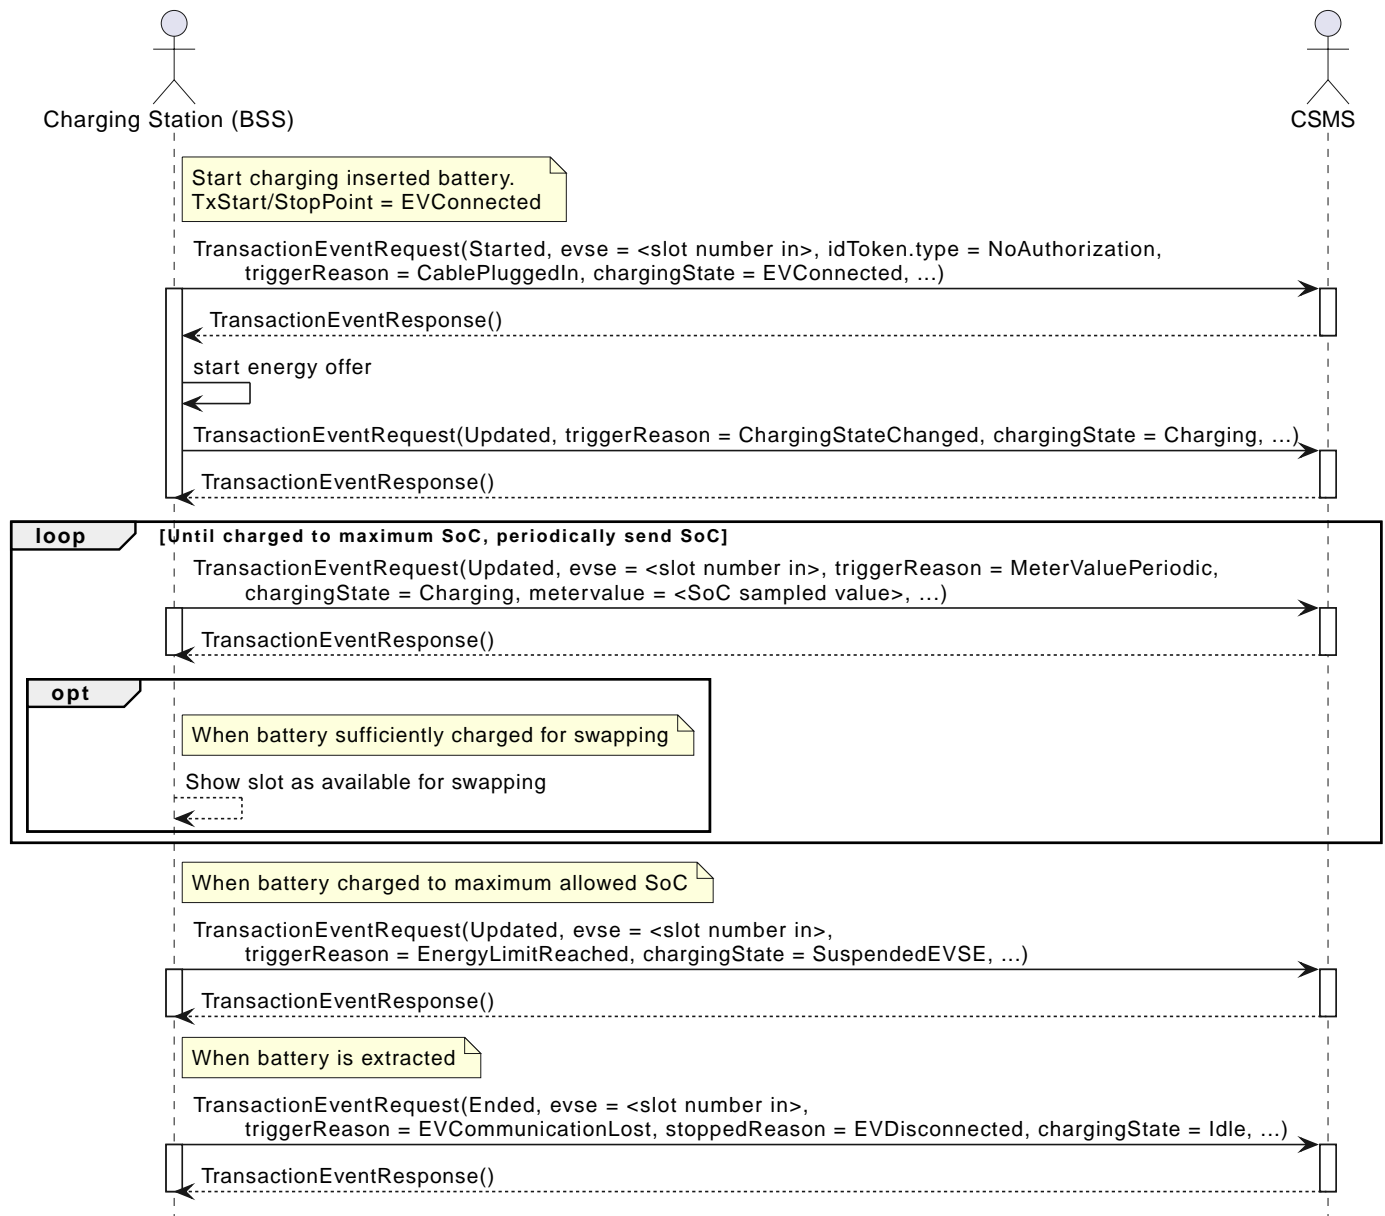 Charging Station (BSS)
CSMS
Start charging inserted battery.
TxStart/StopPoint = EVConnected
TransactionEventRequest(Started, evse = <slot number in>, idToken.type = NoAuthorization,
triggerReason = CablePluggedIn, chargingState = EVConnected, ...)
TransactionEventResponse()
start energy offer
TransactionEventRequest(Updated, triggerReason = ChargingStateChanged, chargingState = Charging, ...)
TransactionEventResponse()
loop [Until charged to maximum SoC, periodically send SoC]
TransactionEventRequest(Updated, evse = <slot number in>, triggerReason = MeterValuePeriodic,
chargingState = Charging, metervalue = <SoC sampled value>, ...)
TransactionEventResponse()
opt
When battery sufficiently charged for swapping
Show slot as available for swapping
When battery charged to maximum allowed SoC
TransactionEventRequest(Updated, evse = <slot number in>,
triggerReason = EnergyLimitReached, chargingState = SuspendedEVSE, ...)
TransactionEventResponse()
When battery is extracted
TransactionEventRequest(Ended, evse = <slot number in>,
triggerReason = EVCommunicationLost, stoppedReason = EVDisconnected, chargingState = Idle, ...)
TransactionEventResponse()